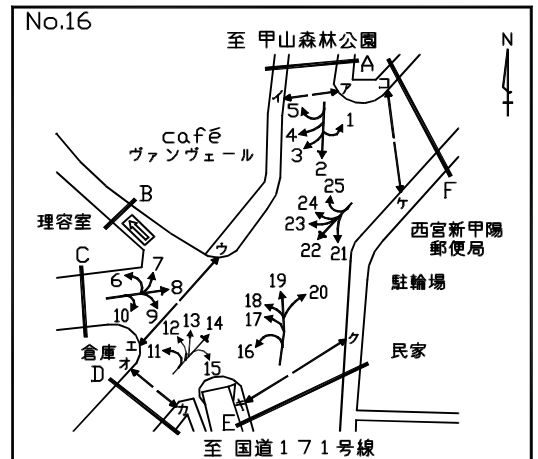 No.16
至 甲山森林公園
N
A
イ
ア
コ
5
1
4
3
2
café
ヴァンヴェール
B
25
24
23
22
21
ケ
F
理容室
C
7
6
8
10
9
ウ
西宮新甲陽
郵便局
駐輪場
19
18
20
17
16
12
13
14
11
15
倉庫
エ
オ
ク
民家
D
カ
E
キ
至 国道171号線